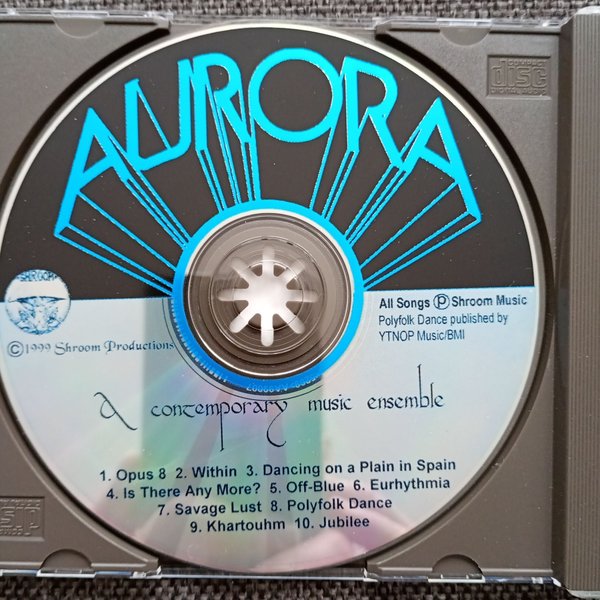 AURORA
COMPACT
disc
DIGITAL AUDIO
SHROOM
©1999 Shroom Productions
All Songs Ⓟ Shroom Music
Polyfolk Dance published by
YTNOP Music/BMI
a contemporary music ensemble
1. Opus 8 2. Within 3. Dancing on a Plain in Spain
4. Is There Any More? 5. Off-Blue 6. Eurhythmia
7. Savage Lust 8. Polyfolk Dance
9. Khartouhm 10. Jubilee